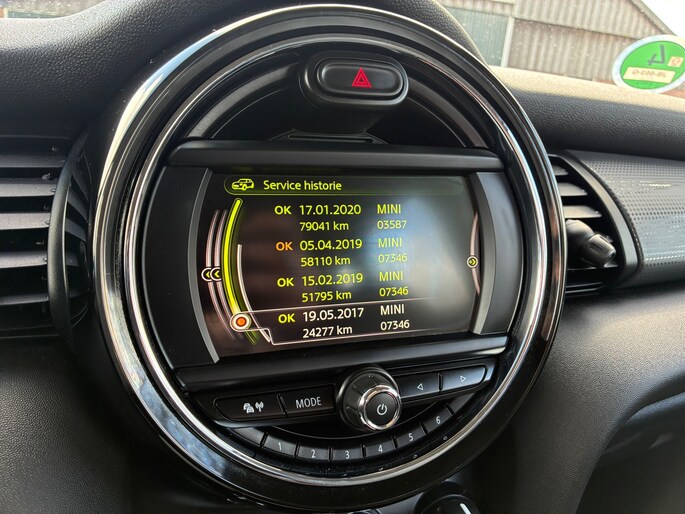 Service historie
OK 17.01.2020 MINI
79041 km 03587
OK 05.04.2019 MINI
58110 km 07346
OK 15.02.2019 MINI
51795 km 07346
OK 19.05.2017 MINI
24277 km 07346
MODE
1 2 3 4 5 6
4